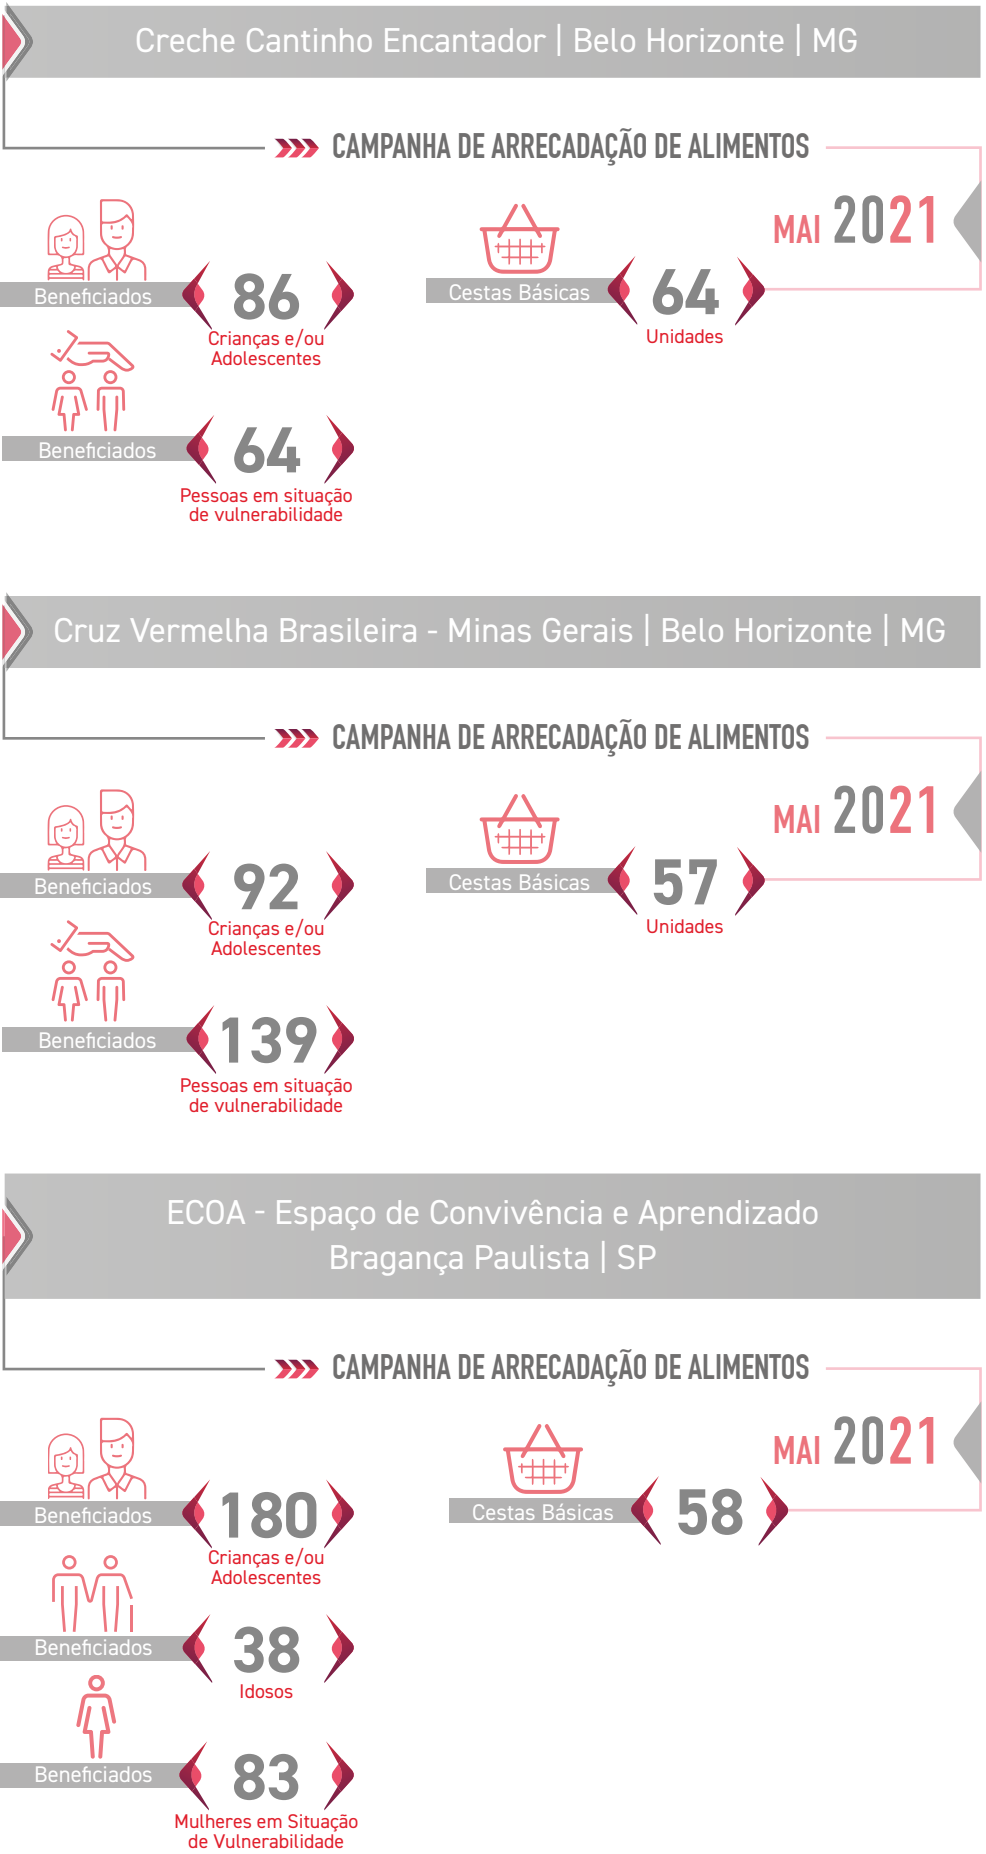 Creche Cantinho Encantador | Belo Horizonte | MG
CAMPANHA DE ARRECADAÇÃO DE ALIMENTOS
MAI 2021
Beneficiados
86
Crianças e/ou
Adolescentes
Cestas Básicas
64
Unidades
Beneficiados
64
Pessoas em situação
de vulnerabilidade
Cruz Vermelha Brasileira - Minas Gerais | Belo Horizonte | MG
CAMPANHA DE ARRECADAÇÃO DE ALIMENTOS
MAI 2021
Beneficiados
92
Crianças e/ou
Adolescentes
Cestas Básicas
57
Unidades
Beneficiados
139
Pessoas em situação
de vulnerabilidade
ECOA - Espaço de Convivência e Aprendizado
Bragança Paulista | SP
CAMPANHA DE ARRECADAÇÃO DE ALIMENTOS
MAI 2021
Beneficiados
180
Crianças e/ou
Adolescentes
Cestas Básicas
58
Beneficiados
38
Idosos
Beneficiados
83
Mulheres em Situação
de Vulnerabilidade